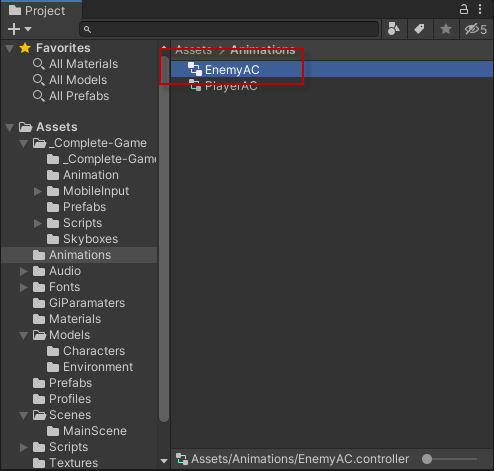 Project
5
Favorites
All Materials
All Models
All Prefabs
Assets
_Complete-Game
_Complete-Game
Animation
MobileInput
Prefabs
Scripts
Skyboxes
Animations
Audio
Fonts
GiParamaters
Materials
Models
Characters
Environment
Prefabs
Profiles
Scenes
MainScene
Scripts
Textures
Assets > Animations
EnemyAC
PlayerAC
Assets/Animations/EnemyAC.controller